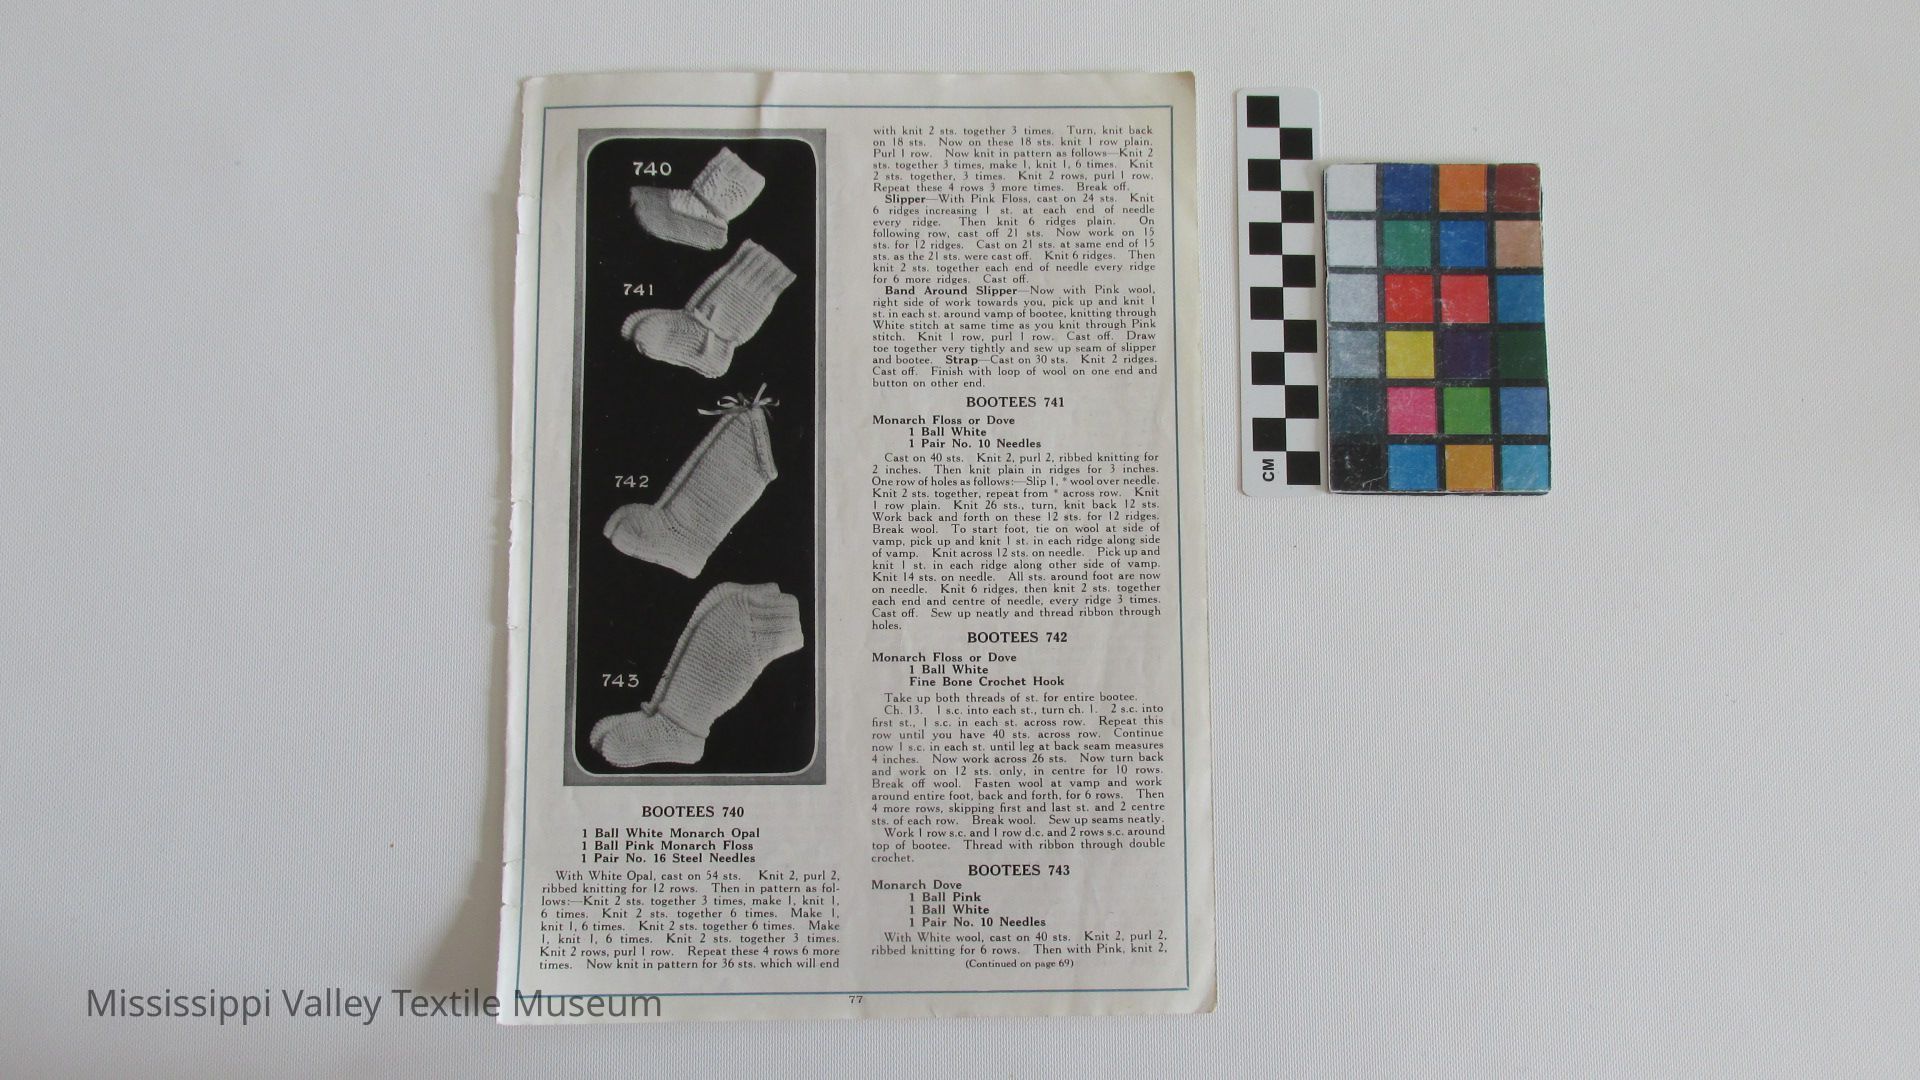 740
741
742
743
BOOTEES 740
1 Ball White Monarch Opal
1 Ball Pink Monarch Floss
1 Pair No. 16 Steel Needles
With White Opal, cast on 54 sts. Knit 2, purl 2,
ribbed knitting for 12 rows. Then in pattern as fol-
lows:—Knit 2 sts. together 3 times, make 1, knit 1,
6 times. Knit 2 sts. together 6 times. Make 1,
knit 1, 6 times. Knit 2 sts. together 6 times. Make
1, knit 1, 6 times. Knit 2 sts. together 3 times.
Knit 2 rows, purl 1 row. Repeat these 4 rows 6 more
times. Now knit in pattern for 36 sts. which will end
with knit 2 sts. together 3 times. Turn, knit back
on 18 sts. Now on these 18 sts. knit 1 row plain.
Purl 1 row. Now knit in pattern as follows—Knit 2
sts. together 3 times, make 1, knit 1, 6 times. Knit
2 sts. together, 3 times. Knit 2 rows, purl 1 row.
Repeat these 4 rows 3 more times. Break off.
Slipper—With Pink Floss, cast on 24 sts. Knit
6 ridges increasing 1 st. at each end of needle
every ridge. Then knit 6 ridges plain. On
following row, cast off 21 sts. Now work on 15
sts. for 12 ridges. Cast on 21 sts. at same end of 15
sts. as the 21 sts. were cast off. Knit 6 ridges. Then
knit 2 sts. together each end of needle every ridge
for 6 more ridges. Cast off.
Band Around Slipper—Now with Pink wool,
right side of work towards you, pick up and knit 1
st. in each st. around vamp of bootee, knitting through
White stitch at same time as you knit through Pink
stitch. Knit 1 row, purl 1 row. Cast off. Draw
toe together very tightly and sew up seam of slipper
and bootee. Strap—Cast on 30 sts. Knit 2 ridges.
Cast off. Finish with loop of wool on one end and
button on other end.
BOOTEES 741
Monarch Floss or Dove
1 Ball White
1 Pair No. 10 Needles
Cast on 40 sts. Knit 2, purl 2, ribbed knitting for
2 inches. Then knit plain in ridges for 3 inches.
One row of holes as follows:—Slip 1, * wool over needle.
Knit 2 sts. together, repeat from * across row. Knit
1 row plain. Knit 26 sts., turn, knit back 12 sts.
Work back and forth on these 12 sts. for 12 ridges.
Break wool. To start foot, tie on wool at side of
vamp, pick up and knit 1 st. in each ridge along side
of vamp. Knit across 12 sts. on needle. Pick up and
knit 1 st. in each ridge along other side of vamp.
Knit 14 sts. on needle. All sts. around foot are now
on needle. Knit 6 ridges, then knit 2 sts. together
each end and centre of needle, every ridge 3 times.
Cast off. Sew up neatly and thread ribbon through
holes.
BOOTEES 742
Monarch Floss or Dove
1 Ball White
Fine Bone Crochet Hook
Take up both threads of st. for entire bootee.
Ch. 13. 1 s.c. into each st., turn ch. 1. 2 s.c. into
first st., 1 s.c. in each st. across row. Repeat this
row until you have 40 sts. across row. Continue
now 1 s.c. in each st. until leg at back seam measures
4 inches. Now work across 26 sts. Now turn back
and work on 12 sts. only, in centre for 10 rows.
Break off wool. Fasten wool at vamp and work
around entire foot, back and forth, for 6 rows. Then
4 more rows, skipping first and last st. and 2 centre
sts. of each row. Break wool. Sew up seams neatly.
Work 1 row s.c. and 1 row d.c. and 2 rows s.c. around
top of bootee. Thread with ribbon through double
crochet.
BOOTEES 743
Monarch Dove
1 Ball Pink
1 Ball White
1 Pair No. 10 Needles
With White wool, cast on 40 sts. Knit 2, purl 2,
ribbed knitting for 6 rows. Then with Pink, knit 2,
(Continued on page 69)
77
CM
Mississippi Valley Textile Museum